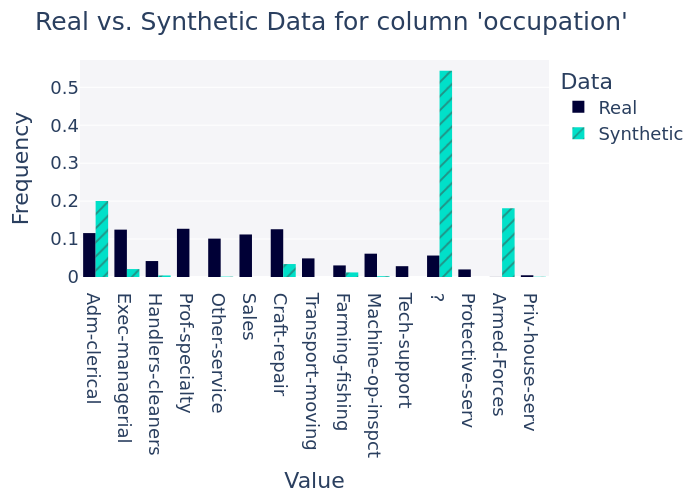 Real vs. Synthetic Data for column 'occupation'
Data
Real
Synthetic
Frequency
0.5
0.4
0.3
0.2
0.1
0
Adm-clerical
Exec-managerial
Handlers-cleaners
Prof-specialty
Other-service
Sales
Craft-repair
Transport-moving
Farming-fishing
Machine-op-inspct
Tech-support
?
Protective-serv
Armed-Forces
Priv-house-serv
Value